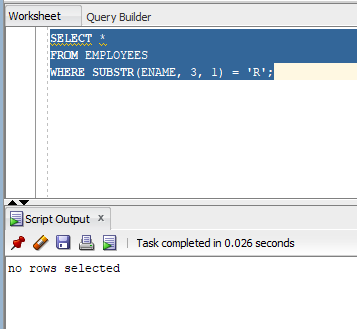 Worksheet Query Builder
SELECT *
FROM EMPLOYEES
WHERE SUBSTR(ENAME, 3, 1) = 'R';
Script Output x
Task completed in 0.026 seconds
no rows selected